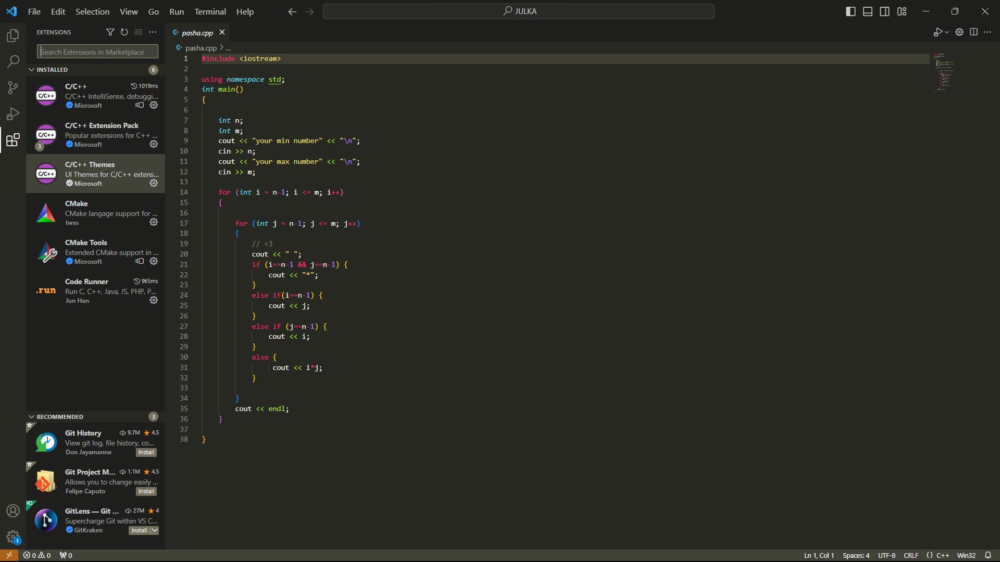 File Edit Selection View Go Run Terminal Help
JULKA
EXTENSIONS
Search Extensions in Marketplace
INSTALLED 6
C/C++ 1019ms
C/C++ IntelliSense, debuggi...
Microsoft
C/C++ Extension Pack
Popular extensions for C++ ...
Microsoft
3
C/C++ Themes
UI Themes for C/C++ extens...
Microsoft
CMake
CMake langage support for ...
twxs
CMake Tools
Extended CMake support in ...
Microsoft
Code Runner 965ms
Run C, C++, Java, JS, PHP, P...
Jun Han
.run
C/C++
C/C++
C/C++
RECOMMENDED 3
Git History 9.7M 4.5
View git log, file history, co...
Don Jayamanne Install
Git Project M... 1.1M 4.5
Allows you to change easily ...
Felipe Caputo Install
GitLens — Git ... 27M 4
Supercharge Git within VS C...
GitKraken Install
1
pasha.cpp
pasha.cpp > ...
1 #include <iostream>
2
3 using namespace std;
4 int main()
5 {
6
7 int n;
8 int m;
9 cout << "your min number" << "\n";
10 cin >> n;
11 cout << "your max number" << "\n";
12 cin >> m;
13
14 for (int i = n-1; i <= m; i++)
15 {
16
17 for (int j = n-1; j <= m; j++)
18 {
19 // <3
20 cout << " ";
21 if (i==n-1 && j==n-1) {
22 cout << "*";
23 }
24 else if(i==n-1) {
25 cout << j;
26 }
27 else if (j==n-1) {
28 cout << i;
29 }
30 else {
31 cout << i*j;
32 }
33
34 }
35 cout << endl;
36 }
37
38 }
0 0 0
Ln 1, Col 1 Spaces: 4 UTF-8 CRLF {} C++ Win32